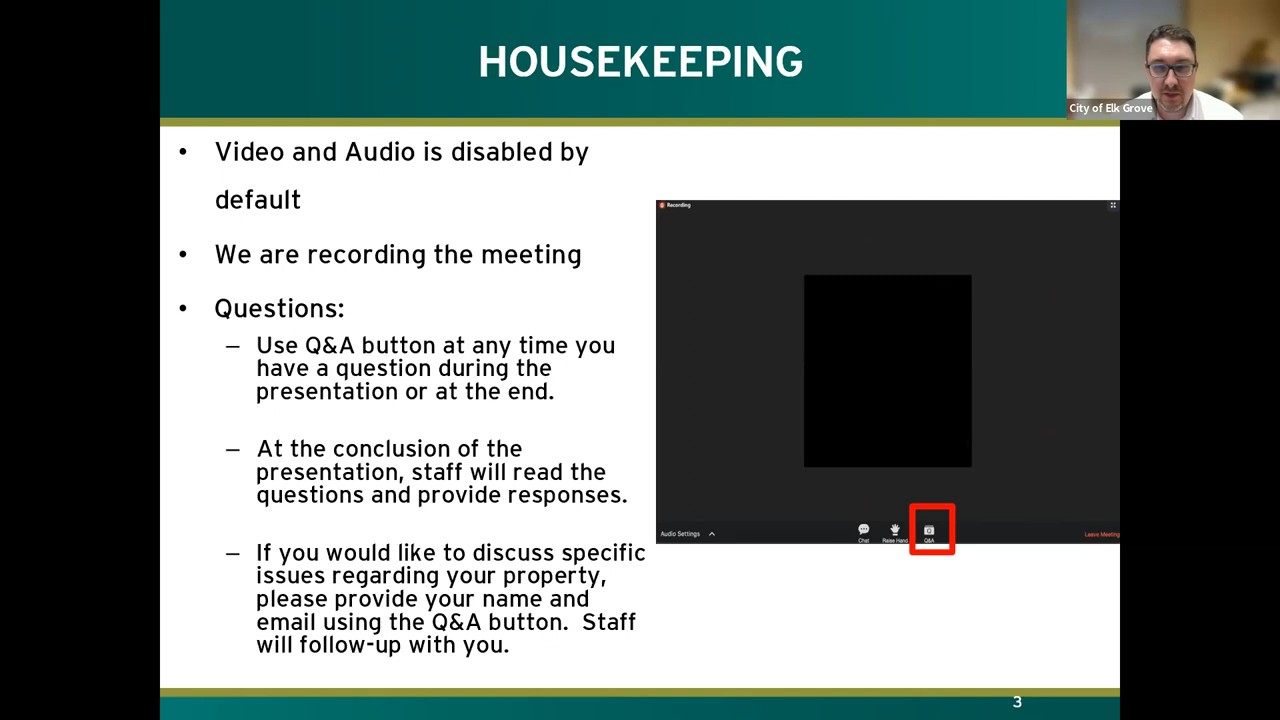 HOUSEKEEPING
City of Elk Grove
• Video and Audio is disabled by
default
• We are recording the meeting
• Questions:
– Use Q&A button at any time you
have a question during the
presentation or at the end.
– At the conclusion of the
presentation, staff will read the
questions and provide responses.
– If you would like to discuss specific
issues regarding your property,
please provide your name and
email using the Q&A button.  Staff
will follow-up with you.
Recording
Audio Settings
Chat
Raise Hand
Q&A
Leave Meeting
3